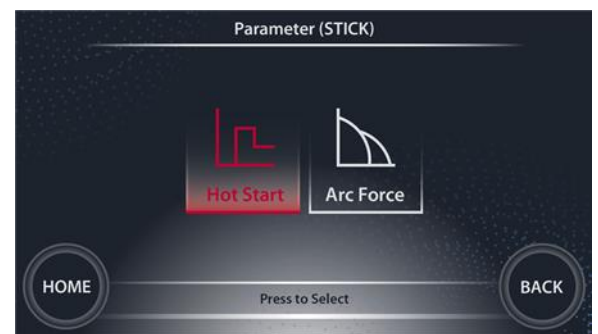 Parameter (STICK)
Hot Start
Arc Force
HOME
Press to Select
BACK